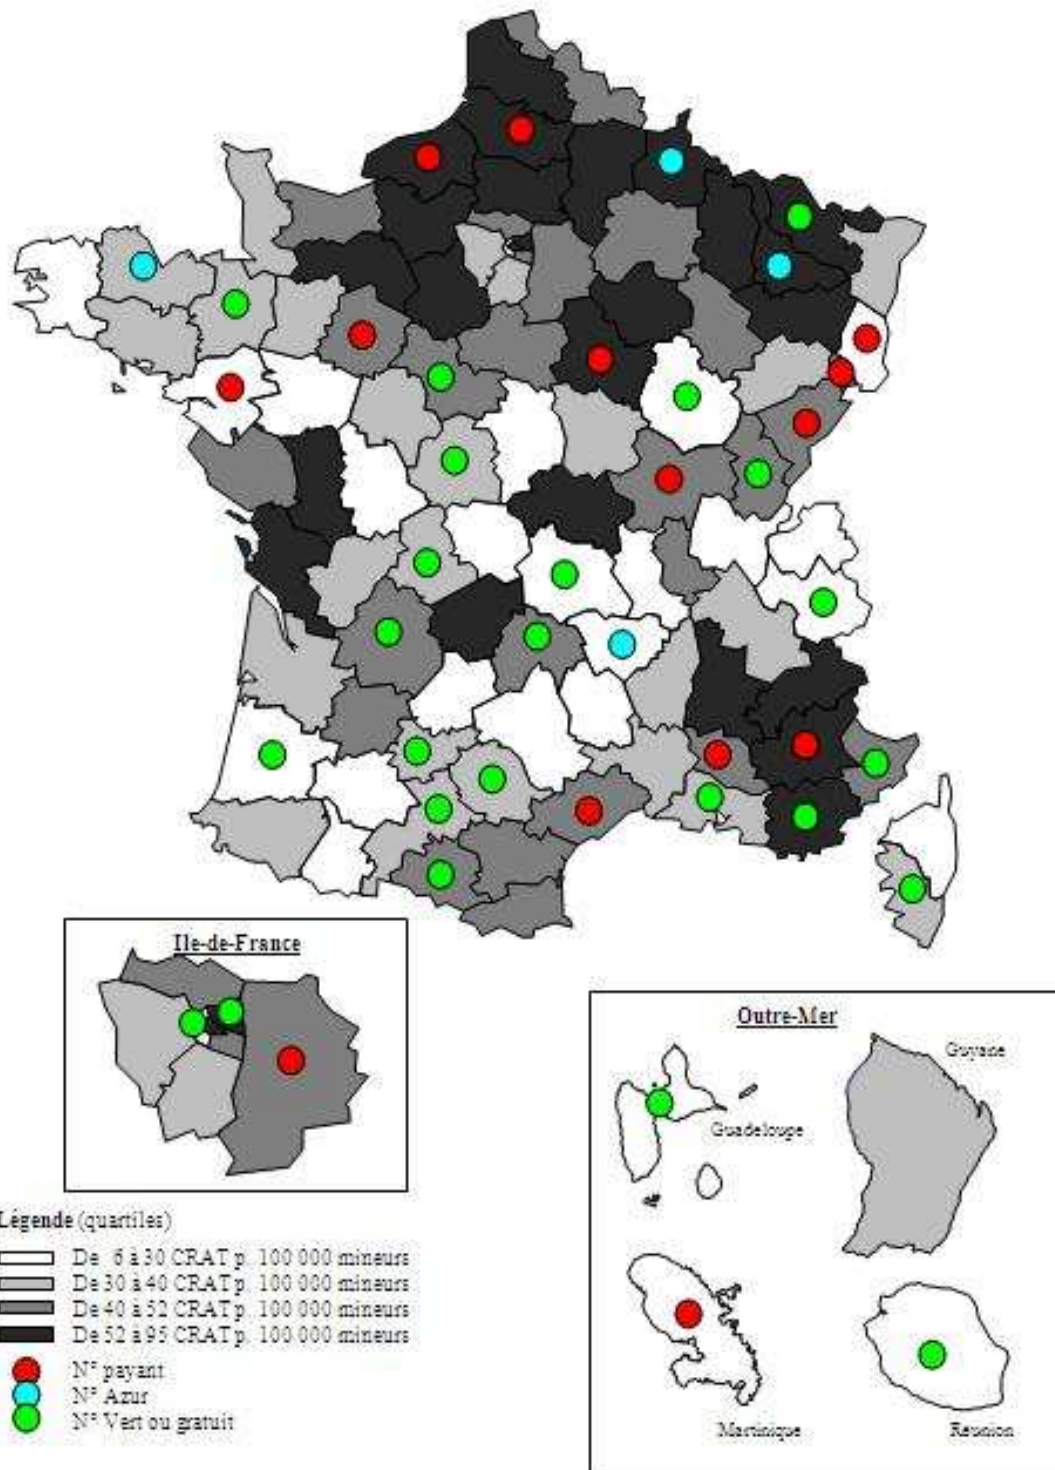 Ile-de-France
Outre-Mer
Guyane
Guadeloupe
Martinique
Réunion
Légende (quartiles)
De 6 à 30 CRAT p. 100 000 mineurs
De 30 à 40 CRAT p. 100 000 mineurs
De 40 à 52 CRAT p. 100 000 mineurs
De 52 à 95 CRAT p. 100 000 mineurs
N° payant
N° Azur
N° Vert ou gratuit